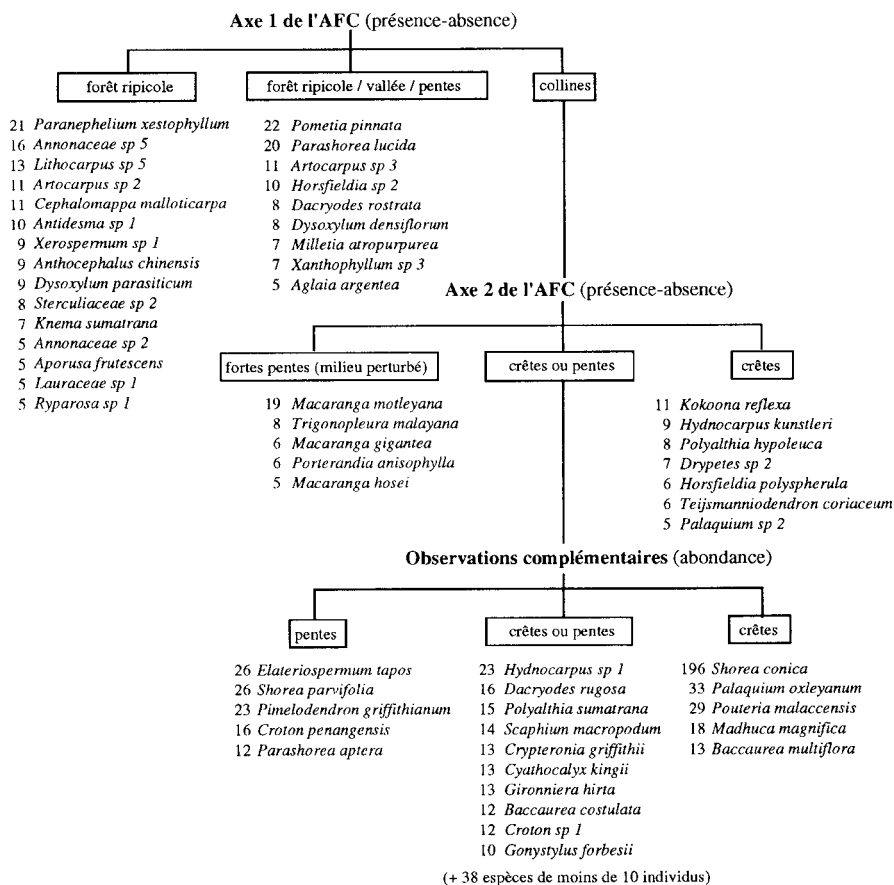 Axe 1 de l'AFC (présence-absence)
forêt ripicole
21 Paranephelium xestophyllum
16 Annonaceae sp 5
13 Lithocarpus sp 5
11 Artocarpus sp 2
11 Cephalomappa malloticarpa
10 Antidesma sp 1
9 Xerospermum sp 1
9 Anthocephalus chinensis
9 Dysoxylum parasiticum
8 Sterculiaceae sp 2
7 Knema sumatrana
5 Annonaceae sp 2
5 Aporusa frutescens
5 Lauraceae sp 1
5 Ryparosa sp 1
forêt ripicole / vallée / pentes
22 Pometia pinnata
20 Parashorea lucida
11 Artocarpus sp 3
10 Horsfieldia sp 2
8 Dacryodes rostrata
8 Dysoxylum densiflorum
7 Milletia atropurpurea
7 Xanthophyllum sp 3
5 Aglaia argentea
collines
Axe 2 de l'AFC (présence-absence)
fortes pentes (milieu perturbé)
19 Macaranga motleyana
8 Trigonopleura malayana
6 Macaranga gigantea
6 Porterandia anisophylla
5 Macaranga hosei
crêtes ou pentes
crêtes
11 Kokoona reflexa
9 Hydnocarpus kunstleri
8 Polyalthia hypoleuca
7 Drypetes sp 2
6 Horsfieldia polyspherula
6 Teijsmanniodendron coriaceum
5 Palaquium sp 2
Observations complémentaires (abondance)
pentes
26 Elateriospermum tapos
26 Shorea parvifolia
23 Pimelodendron griffithianum
16 Croton penangensis
12 Parashorea aptera
crêtes ou pentes
23 Hydnocarpus sp 1
16 Dacryodes rugosa
15 Polyalthia sumatrana
14 Scaphium macropodum
13 Crypteronia griffithii
13 Cyathocalyx kingii
13 Gironniera hirta
12 Baccaurea costulata
12 Croton sp 1
10 Gonystylus forbesii
(+ 38 espèces de moins de 10 individus)
crêtes
196 Shorea conica
33 Palaquium oxleyanum
29 Pouteria malaccensis
18 Madhuca magnifica
13 Baccaurea multiflora